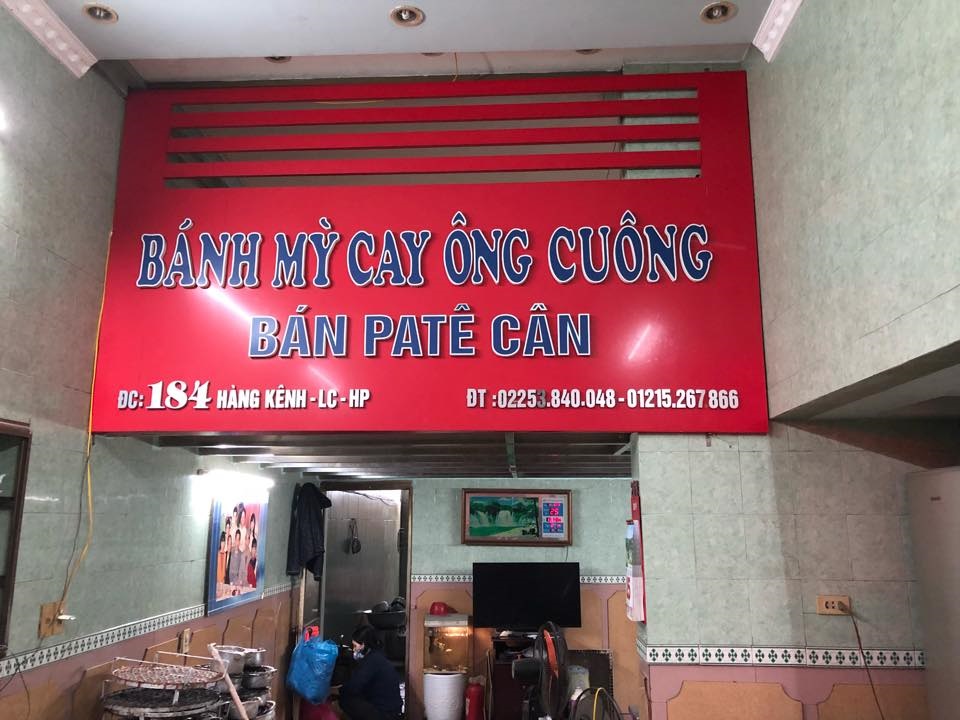 BÁNH MỲ CAY ÔNG CUÔNG
BÁN PATÊ CÂN
ĐC: 184 HÀNG KÊNH - LC - HP
ĐT :02253.840.048 - 01215.267 866